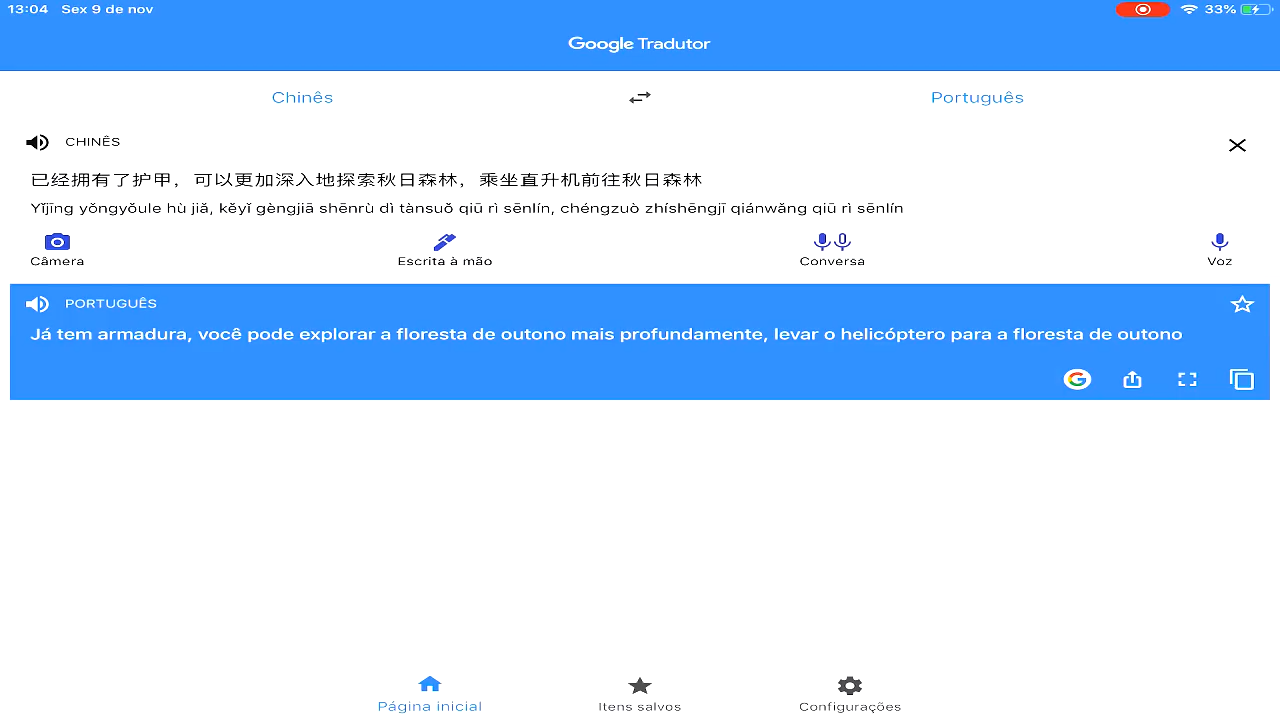 13:04 Sex 9 de nov 33%
Google Tradutor
Chinês Português
CHINÊS
已经拥有了护甲，可以更加深入地探索秋日森林，乘坐直升机前往秋日森林
Yǐjīng yǒngyǒule hù jiǎ, kěyǐ gèngjiā shēnrù dì tànsuǒ qiū rì sēnlín, chéngzuò zhíshēngjī qiánwǎng qiū rì sēnlín
Câmera Escrita à mão Conversa Voz
PORTUGUÊS
Já tem armadura, você pode explorar a floresta de outono mais profundamente, levar o helicóptero para a floresta de outono
Página inicial Itens salvos Configurações